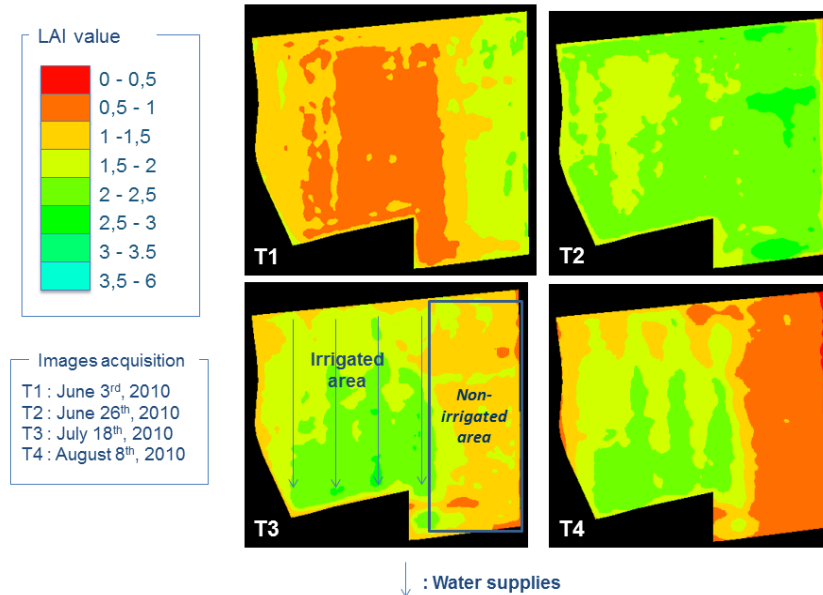 LAI value
0 - 0,5
0,5 - 1
1 -1,5
1,5 - 2
2 - 2,5
2,5 - 3
3 - 3.5
3,5 - 6
Images acquisition
T1 : June 3rd, 2010
T2 : June 26th, 2010
T3 : July 18th, 2010
T4 : August 8th, 2010
T1
T2
Irrigated
area
Non-
irrigated
area
T3
T4
: Water supplies